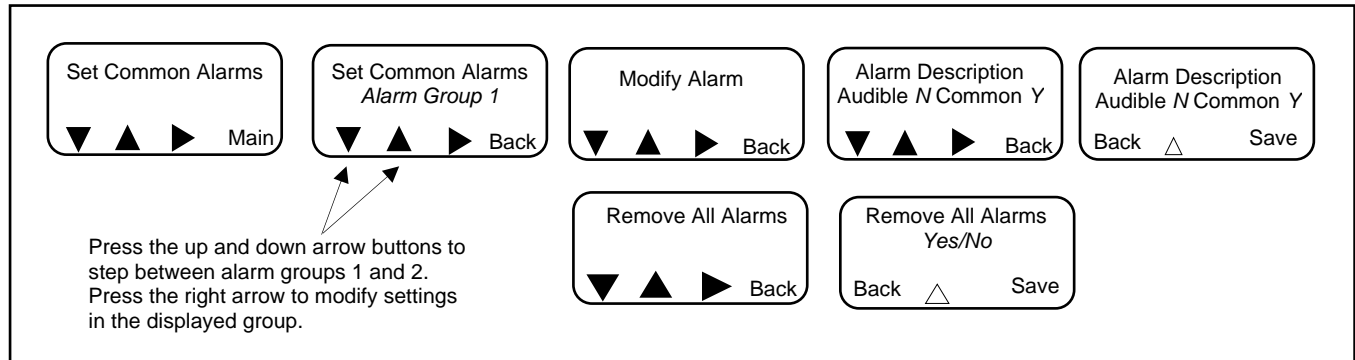 Set Common Alarms
Main
Set Common Alarms
Alarm Group 1
Back
Modify Alarm
Back
Alarm Description
Audible N Common Y
Back
Alarm Description
Audible N Common Y
Back Save
Press the up and down arrow buttons to
step between alarm groups 1 and 2.
Press the right arrow to modify settings
in the displayed group.
Remove All Alarms
Back
Remove All Alarms
Yes/No
Back Save